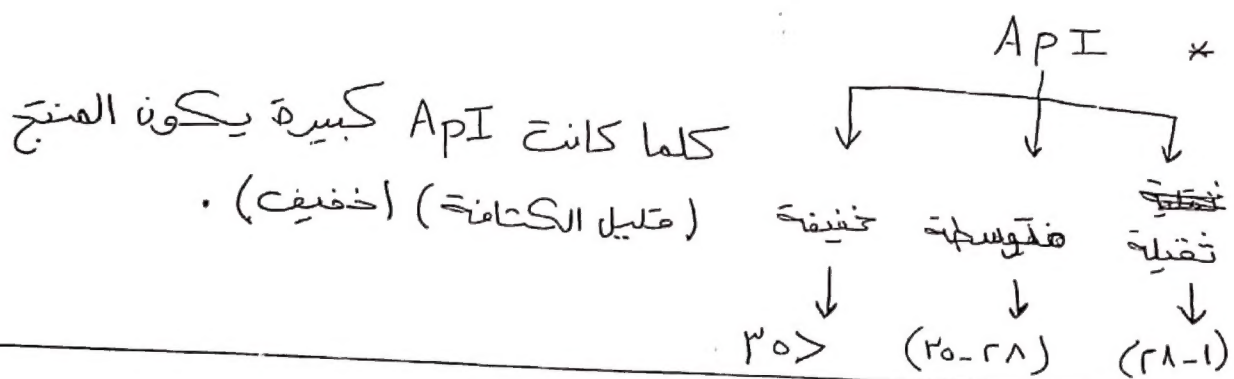 * ApI
كلما كانت ApI كبيرة يكون المنتج
(قليل الكثافة) (خفيف) .
ثقيلة متوسطة خفيفة
(١-٢٨) (٢٨-٣٥) >٣٥